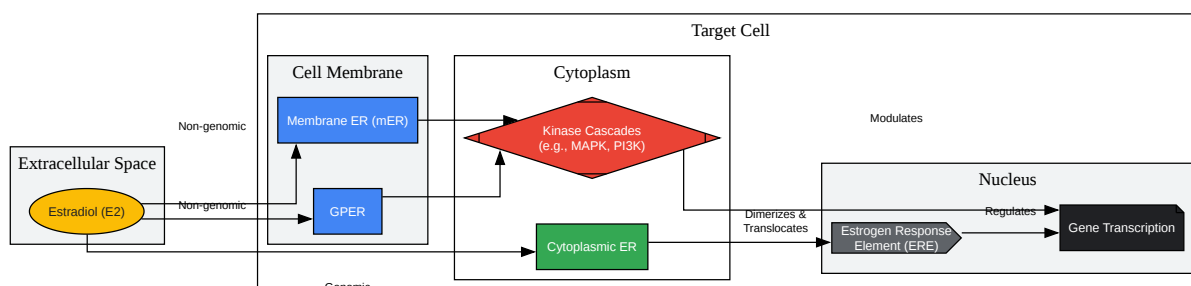 Target Cell
Cell Membrane
Cytoplasm
Membrane ER (mER)
Kinase Cascades
(e.g., MAPK, PI3K)
Non-genomic
Modulates
Extracellular Space
Nucleus
Estradiol (E2)
Non-genomic
GPER
Dimerizes &
Translocates
Regulates
Gene Transcription
Estrogen Response
Element (ERE)
Cytoplasmic ER
Genomic